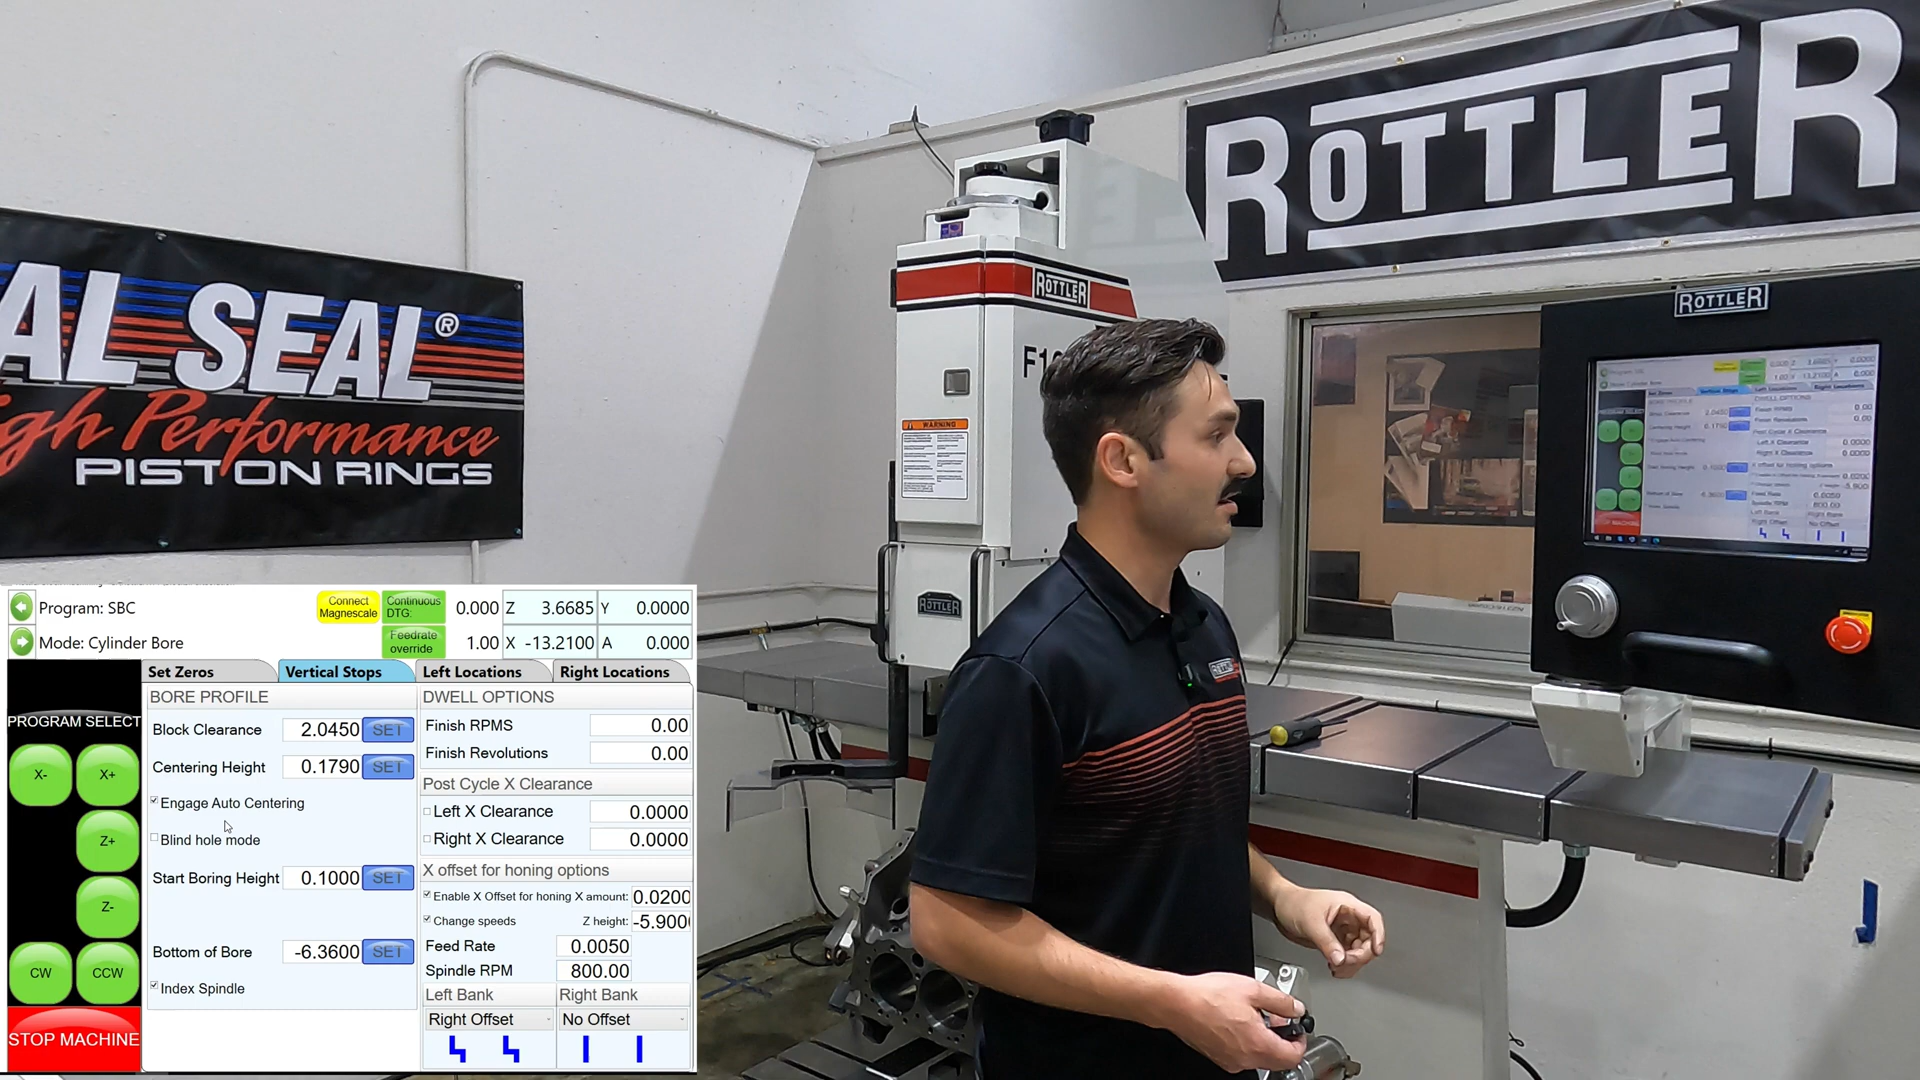 ROTTLER
AL SEAL®
gh Performance
PISTON RINGS
ROTTLER
F10
WARNING
ROTTLER
ROTTLER
ROTTLER
Program: SBC
Mode: Cylinder Bore
Connect Magnescale
Continuous DTG:
0.000
Z 3.6685
Y 0.0000
Feedrate override
1.00
X -13.2100
A 0.000
Set Zeros
Vertical Stops
Left Locations
Right Locations
PROGRAM SELECT
X-
X+
Z+
Z-
CW
CCW
STOP MACHINE
BORE PROFILE
Block Clearance 2.0450 SET
Centering Height 0.1790 SET
Engage Auto Centering
Blind hole mode
Start Boring Height 0.1000 SET
Bottom of Bore -6.3600 SET
Index Spindle
DWELL OPTIONS
Finish RPMS 0.00
Finish Revolutions 0.00
Post Cycle X Clearance
Left X Clearance 0.0000
Right X Clearance 0.0000
X offset for honing options
Enable X Offset for honing X amount: 0.0200
Change speeds Z height: -5.900
Feed Rate 0.0050
Spindle RPM 800.00
Left Bank
Right Bank
Right Offset
No Offset